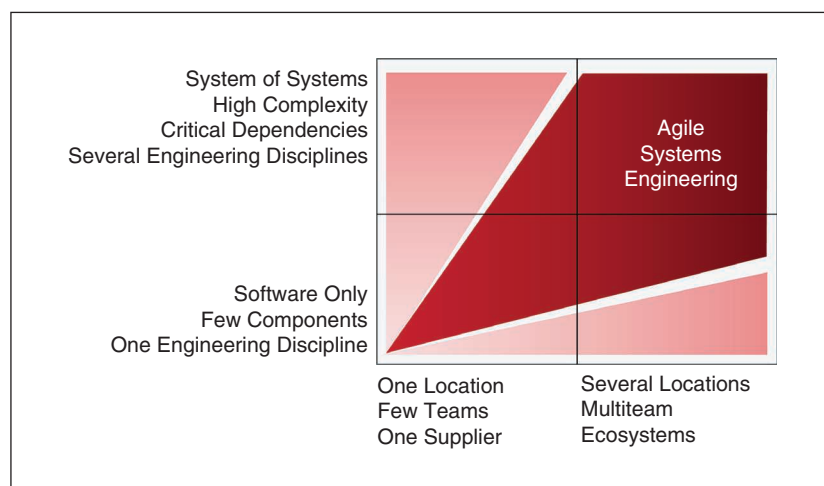 System of Systems
High Complexity
Critical Dependencies
Several Engineering Disciplines
Agile
Systems
Engineering
Software Only
Few Components
One Engineering Discipline
One Location
Few Teams
One Supplier
Several Locations
Multiteam
Ecosystems